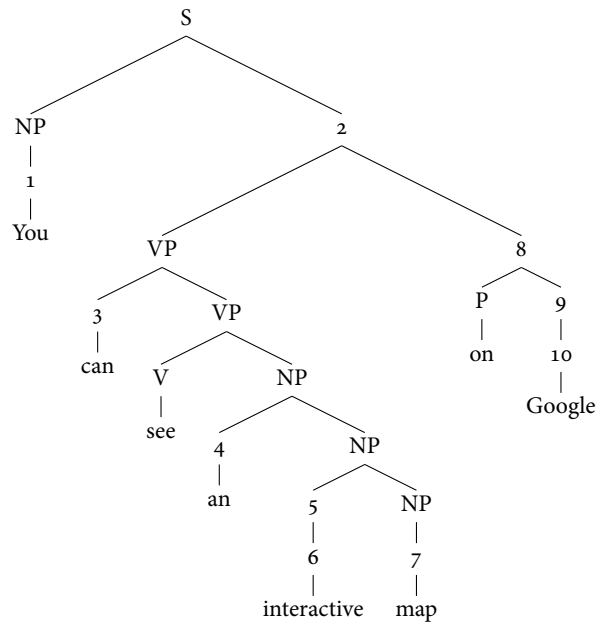 S
NP 2
1
You
VP 8
3 VP P 9
can on 10
V NP Google
see
4 NP
an
5 NP
6 7
interactive map